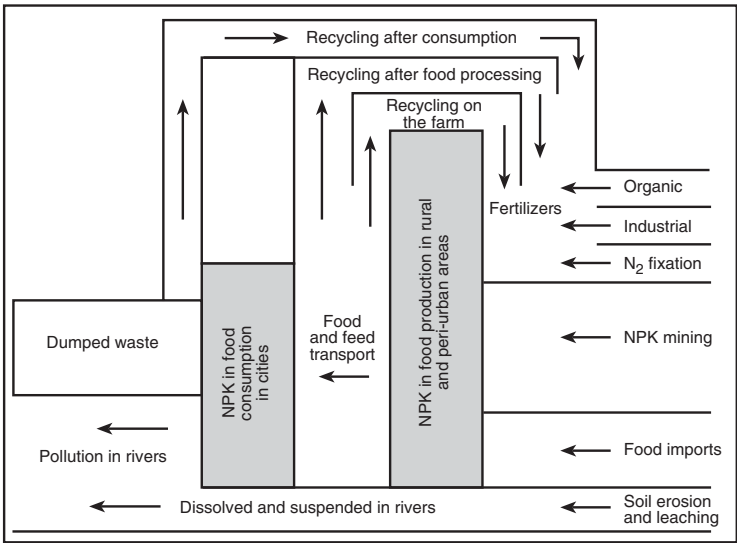 Recycling after consumption
Recycling after food processing
Recycling on
the farm
Fertilizers
Organic
Industrial
N₂ fixation
NPK mining
Food imports
Soil erosion
and leaching
NPK in food production in rural
and peri-urban areas
Food
and feed
transport
NPK in food
consumption
in cities
Dumped waste
Pollution in rivers
Dissolved and suspended in rivers